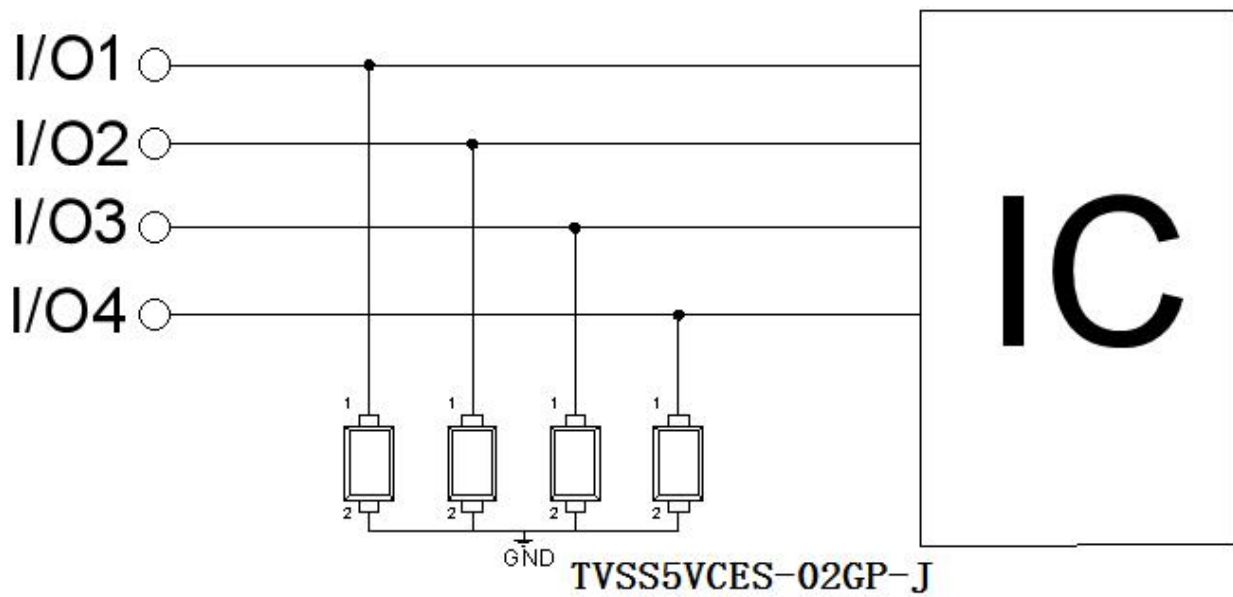 I/O1
I/O2
I/O3
I/O4
IC
1 1 1 1
2 2 2 2
GND
TVSS5VCES-02GP-J